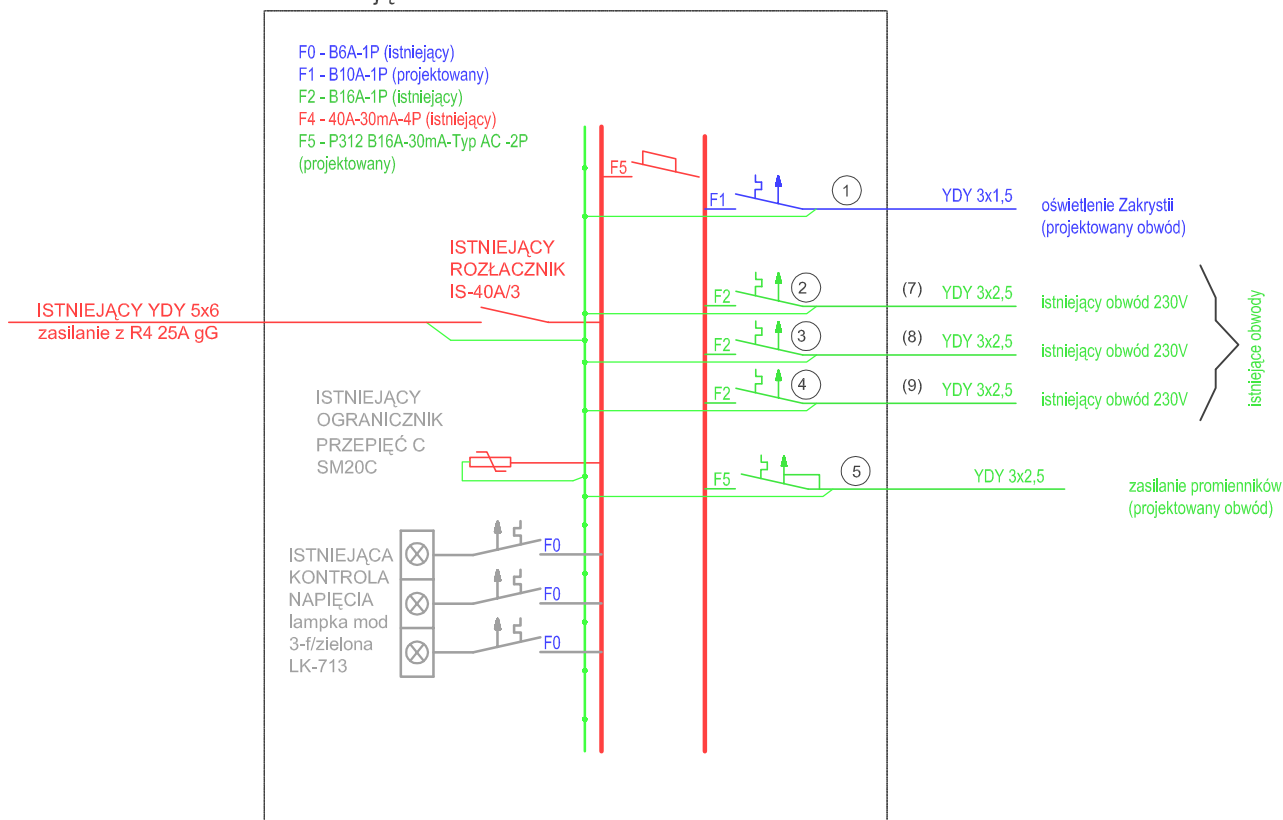 F0 - B6A-1P (istniejący)
F1 - B10A-1P (projektowany)
F2 - B16A-1P (istniejący)
F4 - 40A-30mA-4P (istniejący)
F5 - P312 B16A-30mA-Typ AC -2P
(projektowany)
F5
F1
1
YDY 3x1,5
oświetlenie Zakrystii
(projektowany obwód)
ISTNIEJĄCY
ROZŁACZNIK
IS-40A/3
ISTNIEJĄCY YDY 5x6
zasilanie z R4 25A gG
F2
2
(7)
YDY 3x2,5
istniejący obwód 230V
F2
3
(8)
YDY 3x2,5
istniejący obwód 230V
F2
4
(9)
YDY 3x2,5
istniejący obwód 230V
istniejące obwody
ISTNIEJĄCY
OGRANICZNIK
PRZEPIĘĆ C
SM20C
F5
5
YDY 3x2,5
zasilanie promienników
(projektowany obwód)
ISTNIEJĄCA
KONTROLA
NAPIĘCIA
lampka mod
3-f/zielona
LK-713
F0
F0
F0